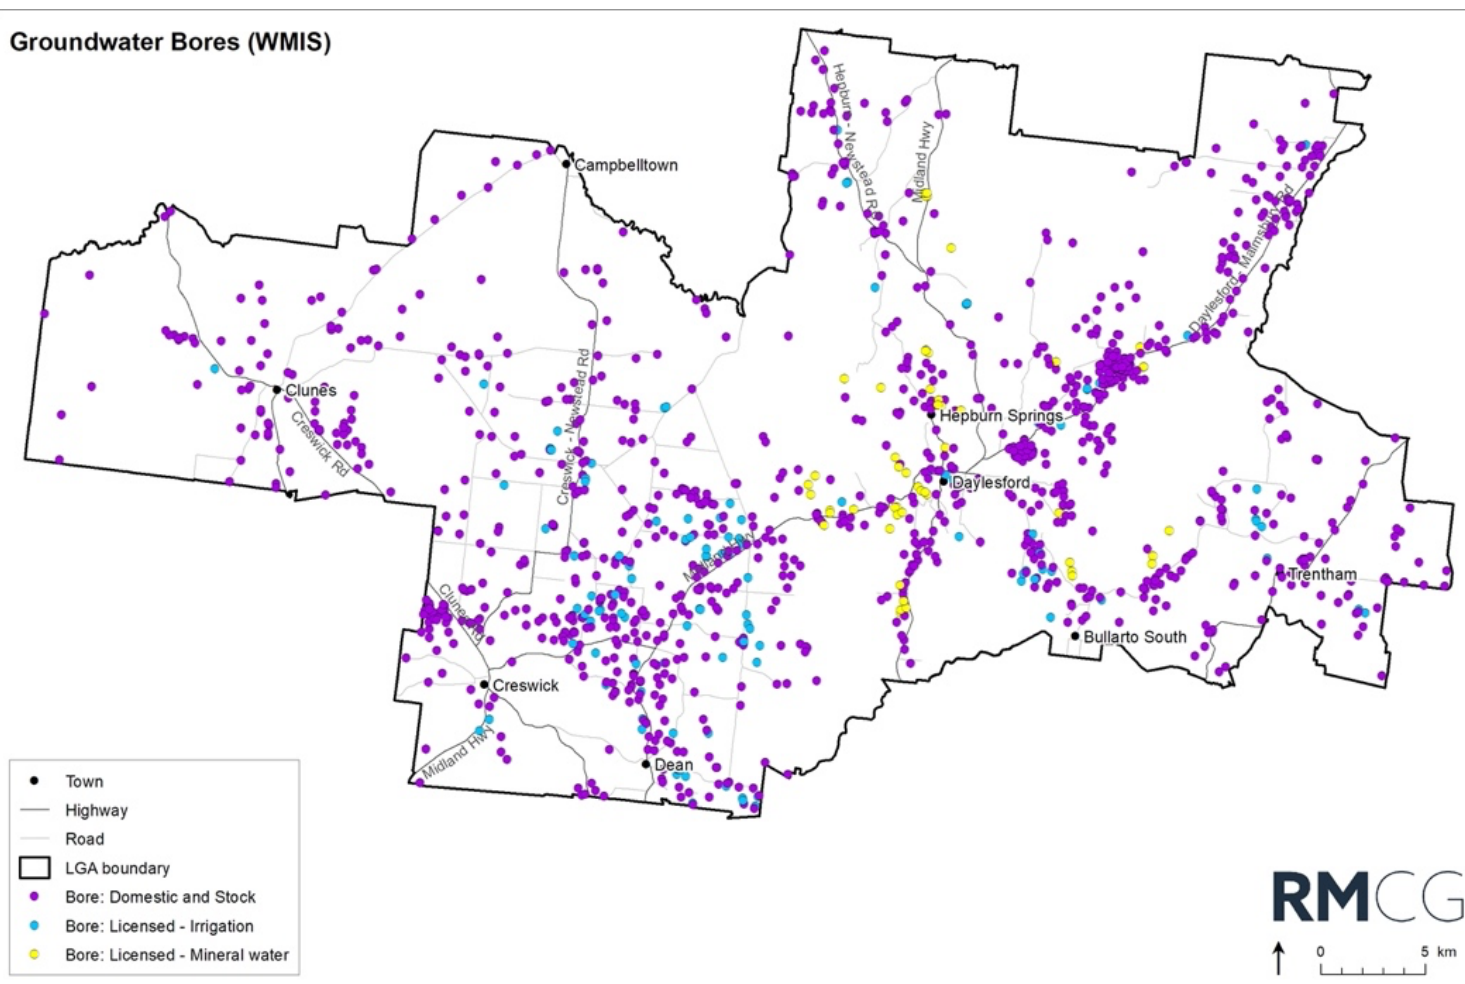 Groundwater Bores (WMIS)
Hepburn - Newstead Rd
Midland Hwy
Campbelltown
Daylesford - Malmsbury Rd
Creswick - Newstead Rd
Clunes
Creswick Rd
Hepburn Springs
Daylesford
Midland Hwy
Trentham
Clunes Rd
Bullarto South
Creswick
Midland Hwy
Dean
Town
Highway
Road
LGA boundary
Bore: Domestic and Stock
Bore: Licensed - Irrigation
Bore: Licensed - Mineral water
RMCG
0 5 km